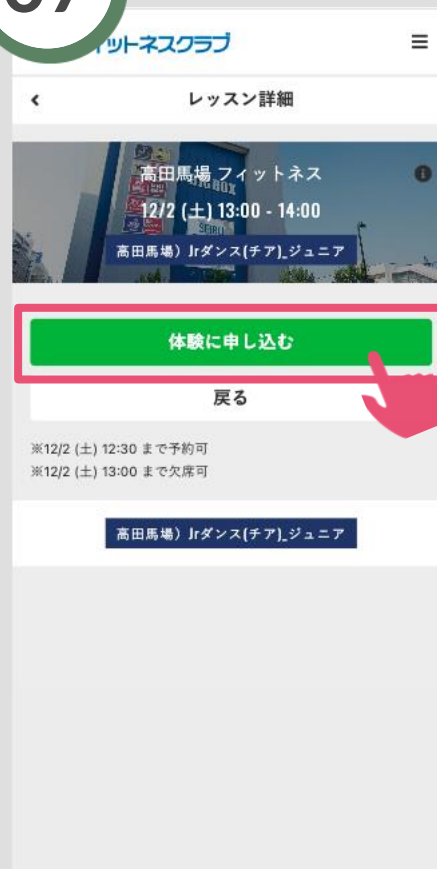 フィットネスクラブ
レッスン詳細
高田馬場 フィットネス
12/2 (土) 13:00 - 14:00
高田馬場）Jrダンス(チア)_ジュニア
体験に申し込む
戻る
※12/2 (土) 12:30 まで予約可
※12/2 (土) 13:00 まで欠席可
高田馬場）Jrダンス(チア)_ジュニア